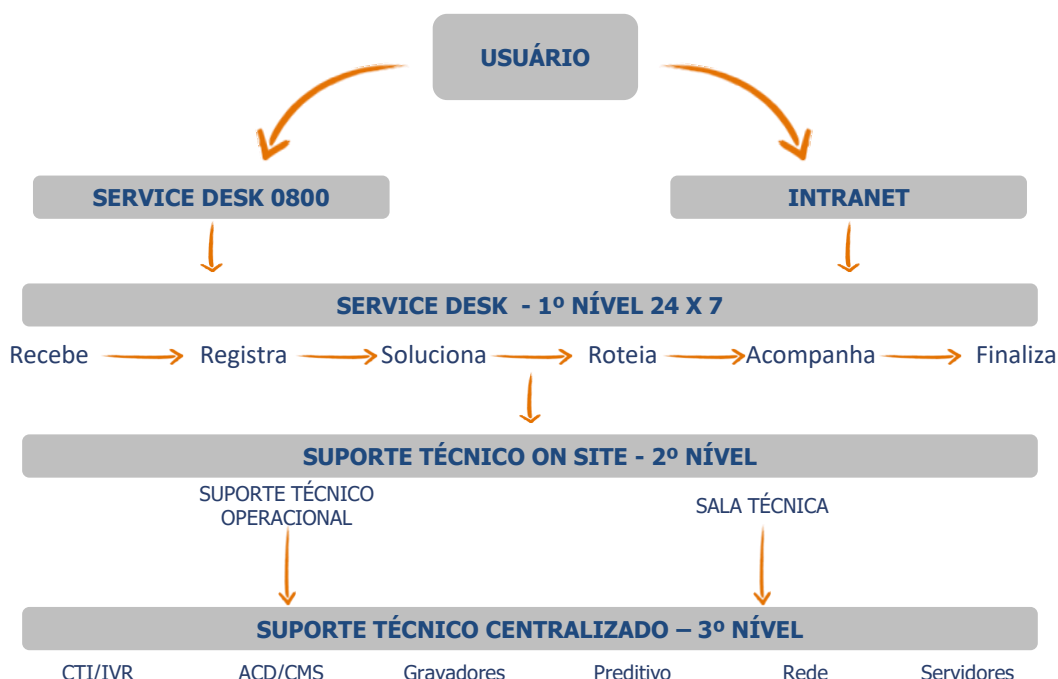 USUÁRIO
SERVICE DESK 0800
INTRANET
SERVICE DESK - 1º NÍVEL 24 X 7
Recebe Registra Soluciona Roteia Acompanha Finaliza
SUPORTE TÉCNICO ON SITE - 2º NÍVEL
SUPORTE TÉCNICO
OPERACIONAL
SALA TÉCNICA
SUPORTE TÉCNICO CENTRALIZADO – 3º NÍVEL
CTI/IVR ACD/CMS Gravadores Preditivo Rede Servidores